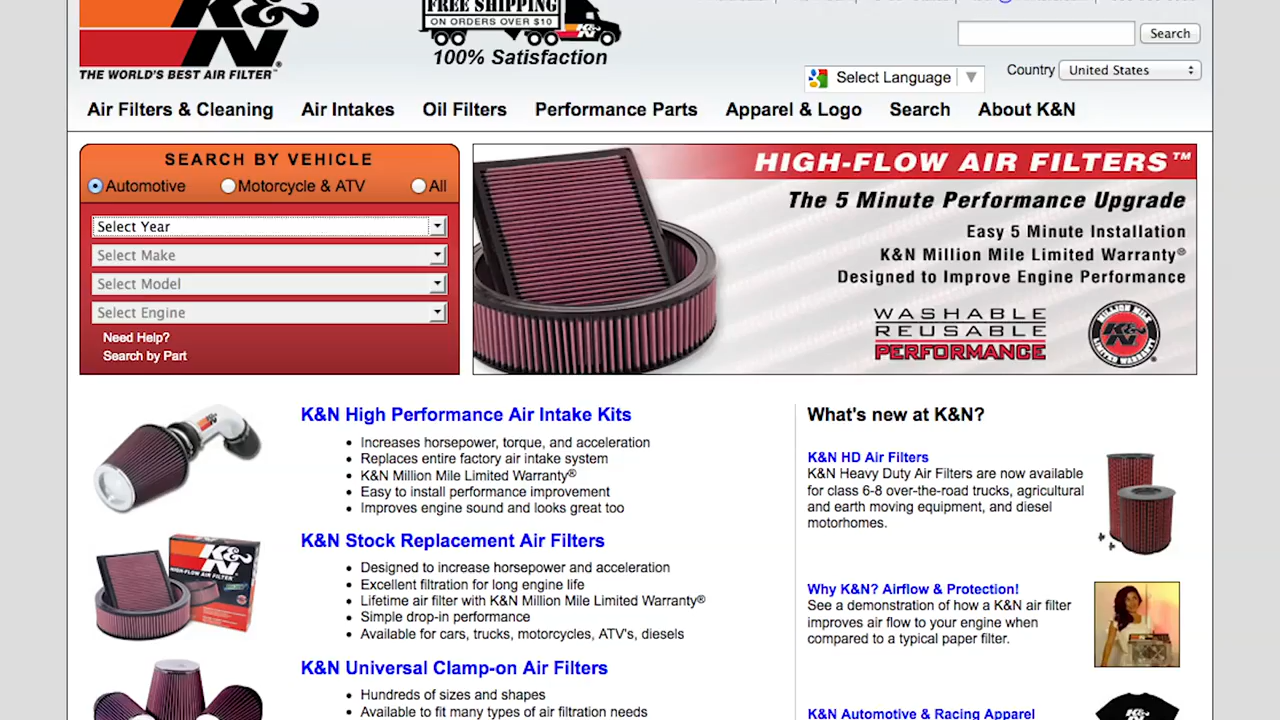 K&N
THE WORLD'S BEST AIR FILTER™
FREE SHIPPING
ON ORDERS OVER $10
K&N
100% Satisfaction
Search
Select Language
Country
United States
Air Filters & Cleaning
Air Intakes
Oil Filters
Performance Parts
Apparel & Logo
Search
About K&N
SEARCH BY VEHICLE
Automotive
Motorcycle & ATV
All
Select Year
Select Make
Select Model
Select Engine
Need Help?
Search by Part
HIGH-FLOW AIR FILTERS™
The 5 Minute Performance Upgrade
Easy 5 Minute Installation
K&N Million Mile Limited Warranty®
Designed to Improve Engine Performance
WASHABLE
REUSABLE
PERFORMANCE
K&N
K&N High Performance Air Intake Kits
Increases horsepower, torque, and acceleration
Replaces entire factory air intake system
K&N Million Mile Limited Warranty®
Easy to install performance improvement
Improves engine sound and looks great too
K&N
HIGH-FLOW AIR FILTER
K&N Stock Replacement Air Filters
Designed to increase horsepower and acceleration
Excellent filtration for long engine life
Lifetime air filter with K&N Million Mile Limited Warranty®
Simple drop-in performance
Available for cars, trucks, motorcycles, ATV's, diesels
K&N Universal Clamp-on Air Filters
Hundreds of sizes and shapes
Available to fit many types of air filtration needs
What's new at K&N?
K&N HD Air Filters
K&N Heavy Duty Air Filters are now available
for class 6-8 over-the-road trucks, agricultural
and earth moving equipment, and diesel
motorhomes.
Why K&N? Airflow & Protection!
See a demonstration of how a K&N air filter
improves air flow to your engine when
compared to a typical paper filter.
K&N Automotive & Racing Apparel
K&N